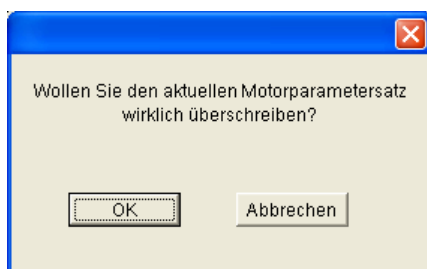 Wollen Sie den aktuellen Motorparametersatz
wirklich überschreiben?
OK
Abbrechen